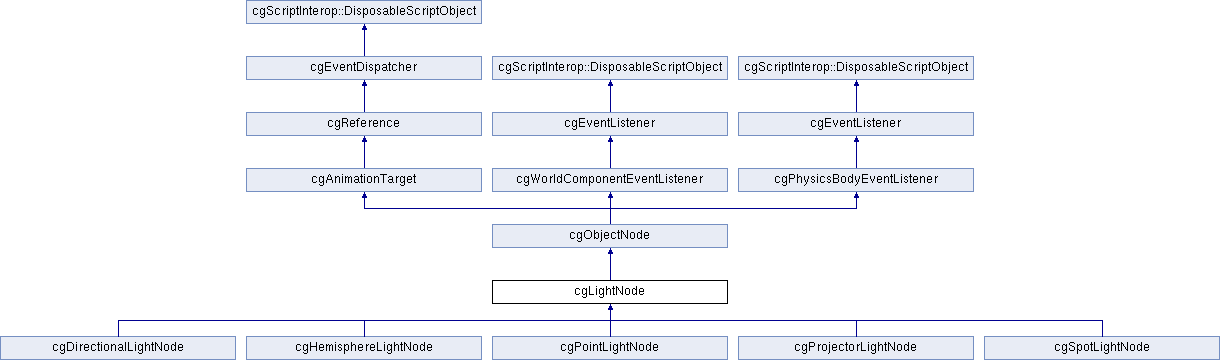 cgScriptInterop::DisposableScriptObject
cgEventDispatcher
cgScriptInterop::DisposableScriptObject
cgScriptInterop::DisposableScriptObject
cgReference
cgEventListener
cgEventListener
cgAnimationTarget
cgWorldComponentEventListener
cgPhysicsBodyEventListener
cgObjectNode
cgLightNode
cgDirectionalLightNode
cgHemisphereLightNode
cgPointLightNode
cgProjectorLightNode
cgSpotLightNode